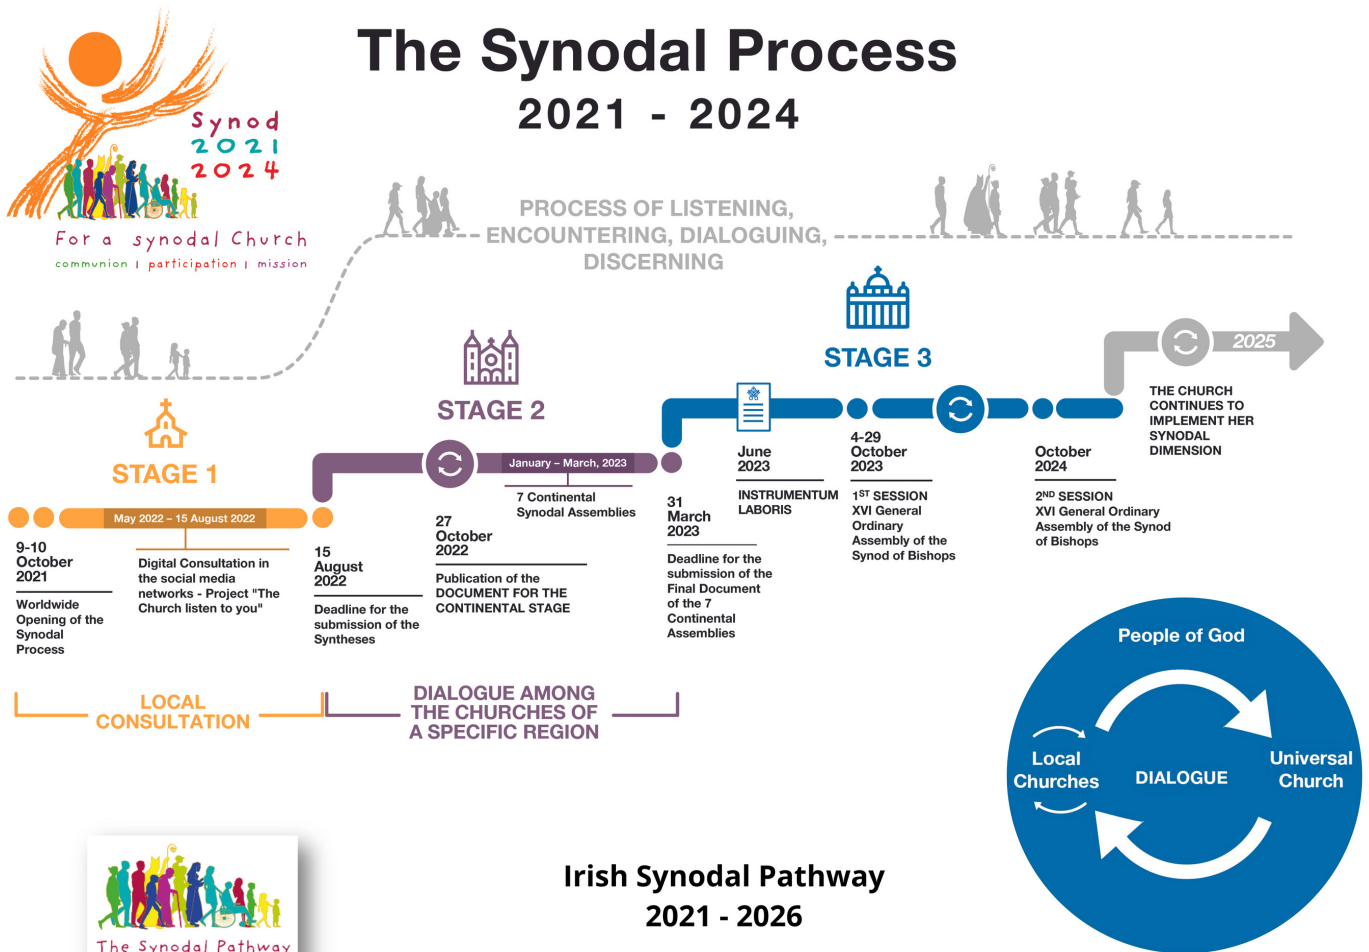 The Synodal Process
2021 - 2024
Synod
2021
2024
For a synodal Church
communion | participation | mission
PROCESS OF LISTENING,
ENCOUNTERING, DIALOGUING,
DISCERNING
STAGE 1
May 2022 – 15 August 2022
9-10
October
2021
Worldwide
Opening of the
Synodal
Process
Digital Consultation in
the social media
networks - Project "The
Church listen to you"
15
August
2022
Deadline for the
submission of the
Syntheses
LOCAL
CONSULTATION
STAGE 2
January – March, 2023
27
October
2022
Publication of the
DOCUMENT FOR THE
CONTINENTAL STAGE
7 Continental
Synodal Assemblies
31
March
2023
Deadline for the
submission of the
Final Document
of the 7
Continental
Assemblies
DIALOGUE AMONG
THE CHURCHES OF
A SPECIFIC REGION
STAGE 3
June
2023
INSTRUMENTUM
LABORIS
4-29
October
2023
1ST SESSION
XVI General
Ordinary
Assembly of the
Synod of Bishops
October
2024
2ND SESSION
XVI General Ordinary
Assembly of the Synod
of Bishops
2025
THE CHURCH
CONTINUES TO
IMPLEMENT HER
SYNODAL
DIMENSION
People of God
Local
Churches
DIALOGUE
Universal
Church
The Synodal Pathway
Irish Synodal Pathway
2021 - 2026